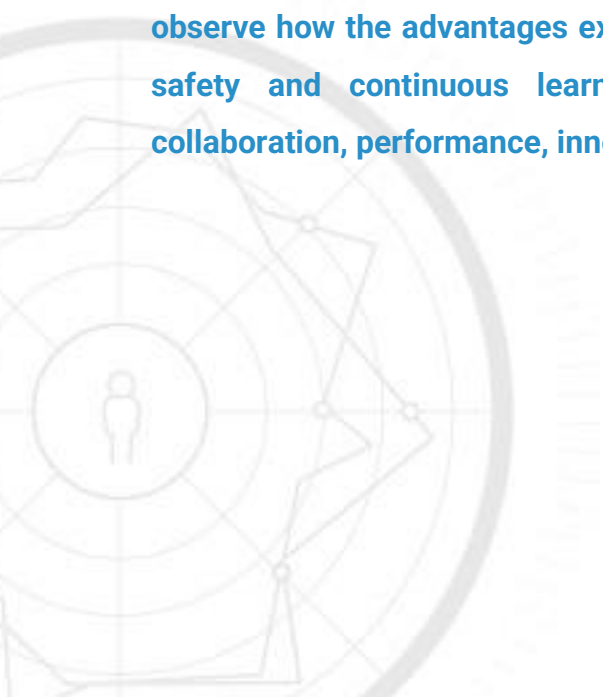 observe how the advantages
safety and continuous
collaboration, performance,